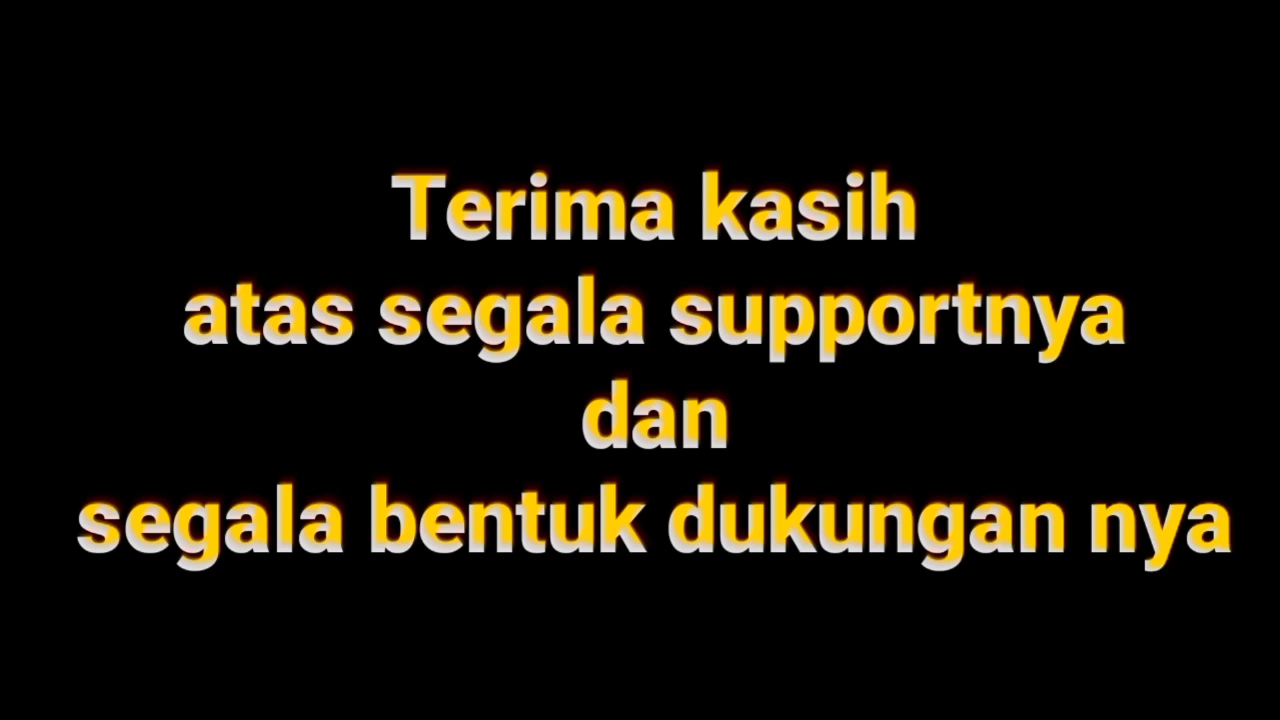 Terima kasih
atas segala supportnya
dan
segala bentuk dukungan nya